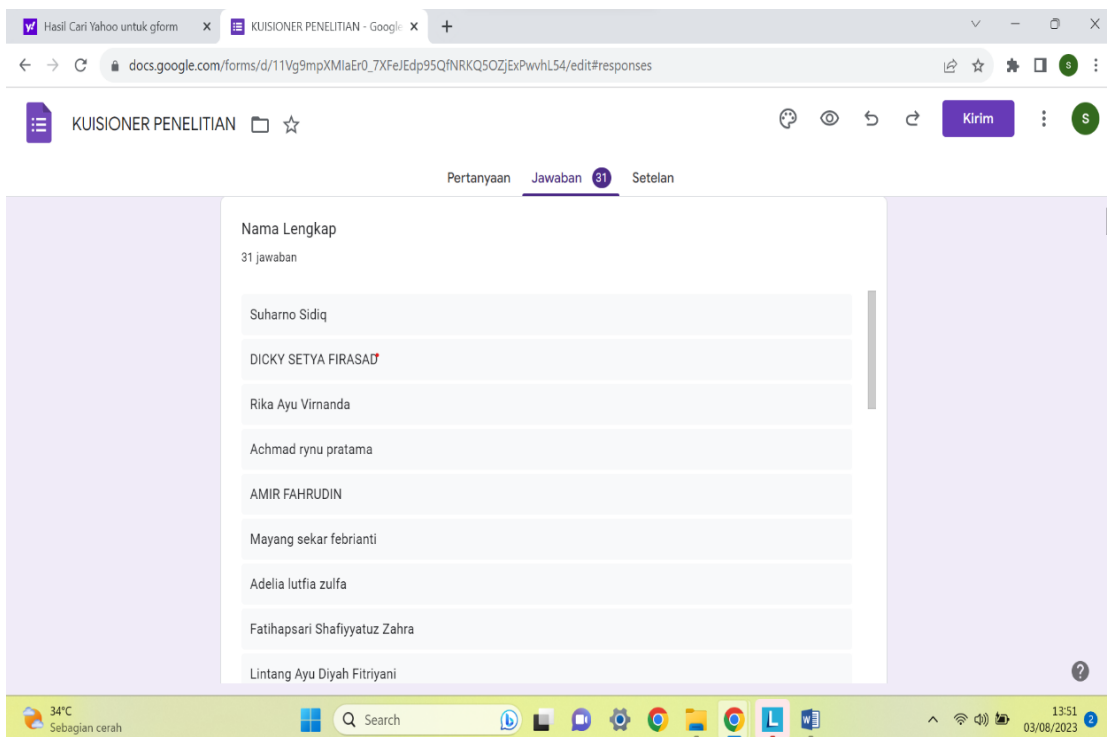 Hasil Cari Yahoo untuk gform
KUISIONER PENELITIAN - Google
docs.google.com/forms/d/11Vg9mpXMIaEr0_7XFeJEdp95QfNRKQ5OZjExPwvhL54/edit#responses
S
KUISIONER PENELITIAN
Kirim
S
Pertanyaan Jawaban 31 Setelan
Nama Lengkap
31 jawaban
Suharno Sidiq
DICKY SETYA FIRASAD
Rika Ayu Virnanda
Achmad rynu pratama
AMIR FAHRUDIN
Mayang sekar febrianti
Adelia lutfia zulfa
Fatihapsari Shafiyyatuz Zahra
Lintang Ayu Diyah Fitriyani
34°C
Sebagian cerah
Search
13:51
03/08/2023
2